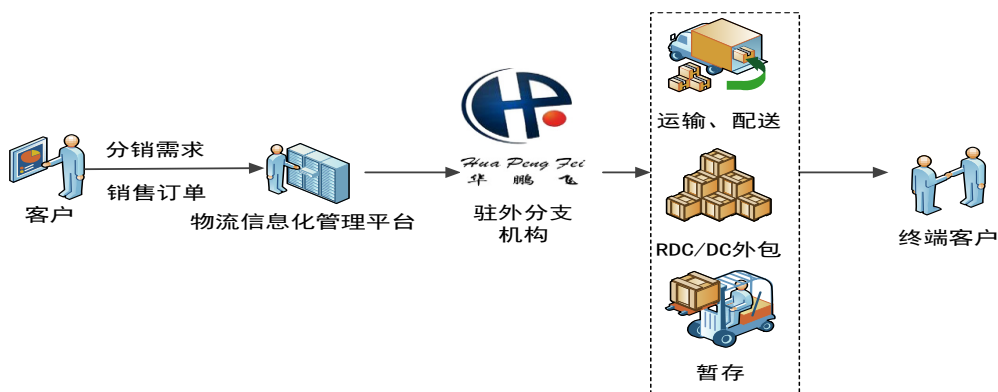 分销需求
销售订单
客户
物流信息化管理平台
HP
Hua Peng Fei
华鹏飞
驻外分支
机构
运输、配送
RDC/DC外包
暂存
终端客户